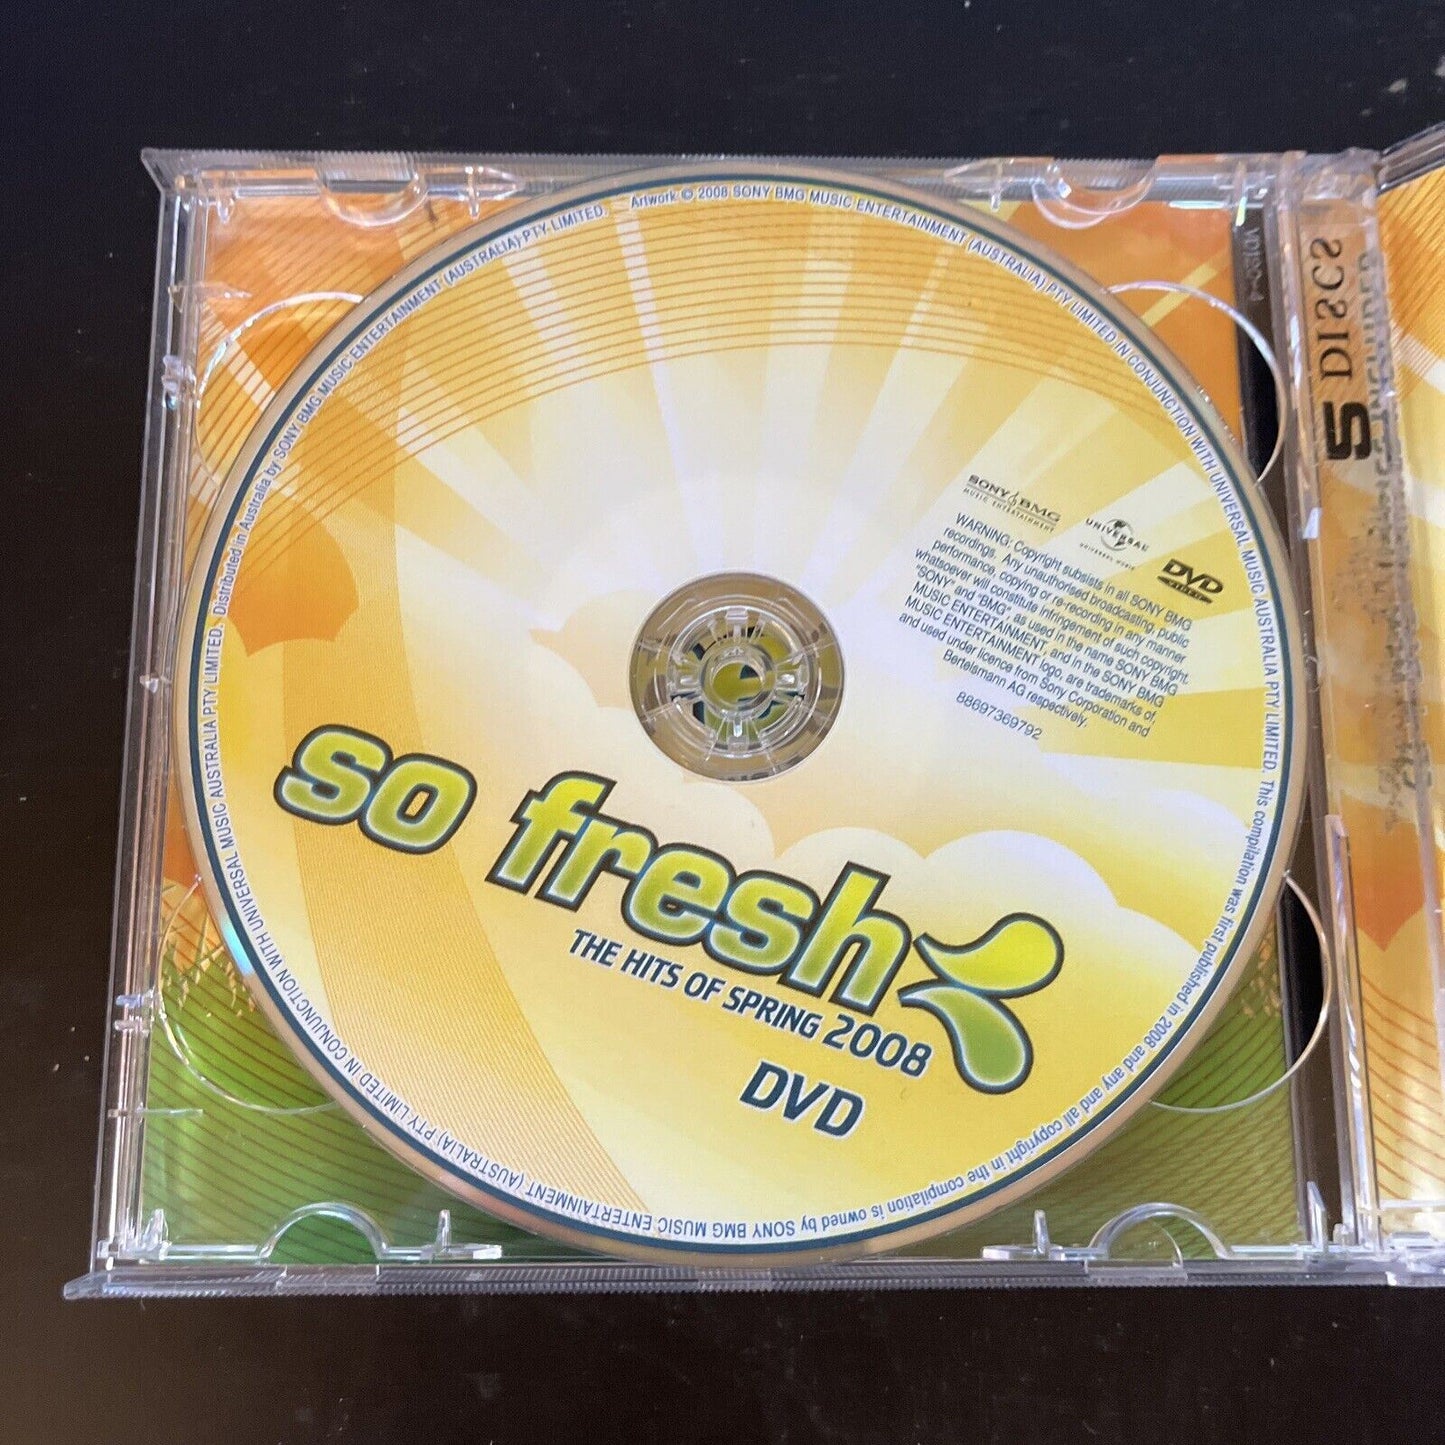 Artwork © 2008 SONY BMG MUSIC ENTERTAINMENT (AUSTRALIA) PTY LIMITED IN CONJUNCTION WITH UNIVERSAL MUSIC AUSTRALIA PTY LIMITED. This compilation was first published in 2008 and any and all copyright in the compilation is owned by SONY BMG MUSIC ENTERTAINMENT (AUSTRALIA) PTY LIMITED IN CONJUNCTION WITH UNIVERSAL MUSIC AUSTRALIA PTY LIMITED. Distributed in Australia by SONY BMG MUSIC ENTERTAINMENT (AUSTRALIA) PTY LIMITED.
SONY BMG
MUSIC ENTERTAINMENT
UNIVERSAL
UNIVERSAL MUSIC
DVD
VIDEO
WARNING: Copyright subsists in all SONY BMG
recordings. Any unauthorised broadcasting, public
performance, copying or re-recording in any manner
whatsoever will constitute infringement of such copyright.
"SONY" and "BMG", as used in the name SONY BMG
MUSIC ENTERTAINMENT, and in the SONY BMG
MUSIC ENTERTAINMENT logo, are trademarks of,
and used under licence from Sony Corporation and
Bertelsmann AG respectively.
88697369792
so fresh
THE HITS OF SPRING 2008
DVD
2 DISCS